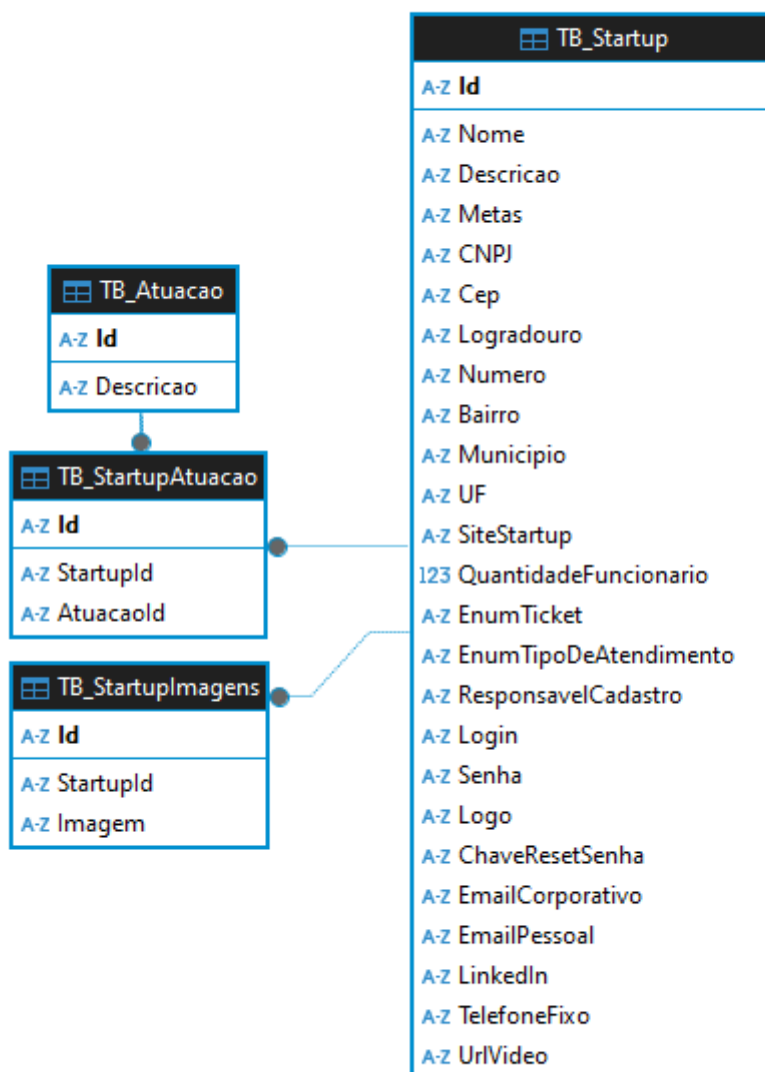 TB_Startup
A-Z Id
A-Z Nome
A-Z Descricao
A-Z Metas
A-Z CNPJ
A-Z Cep
A-Z Logradouro
A-Z Numero
A-Z Bairro
A-Z Municipio
A-Z UF
A-Z SiteStartup
123 QuantidadeFuncionario
A-Z EnumTicket
A-Z EnumTipoDeAtendimento
A-Z ResponsavelCadastro
A-Z Login
A-Z Senha
A-Z Logo
A-Z ChaveResetSenha
A-Z EmailCorporativo
A-Z EmailPessoal
A-Z LinkedIn
A-Z TelefoneFixo
A-Z UrlVideo
TB_Atuacao
A-Z Id
A-Z Descricao
TB_StartupAtuacao
A-Z Id
A-Z StartupId
A-Z AtuacaoId
TB_StartupImagens
A-Z Id
A-Z StartupId
A-Z Imagem